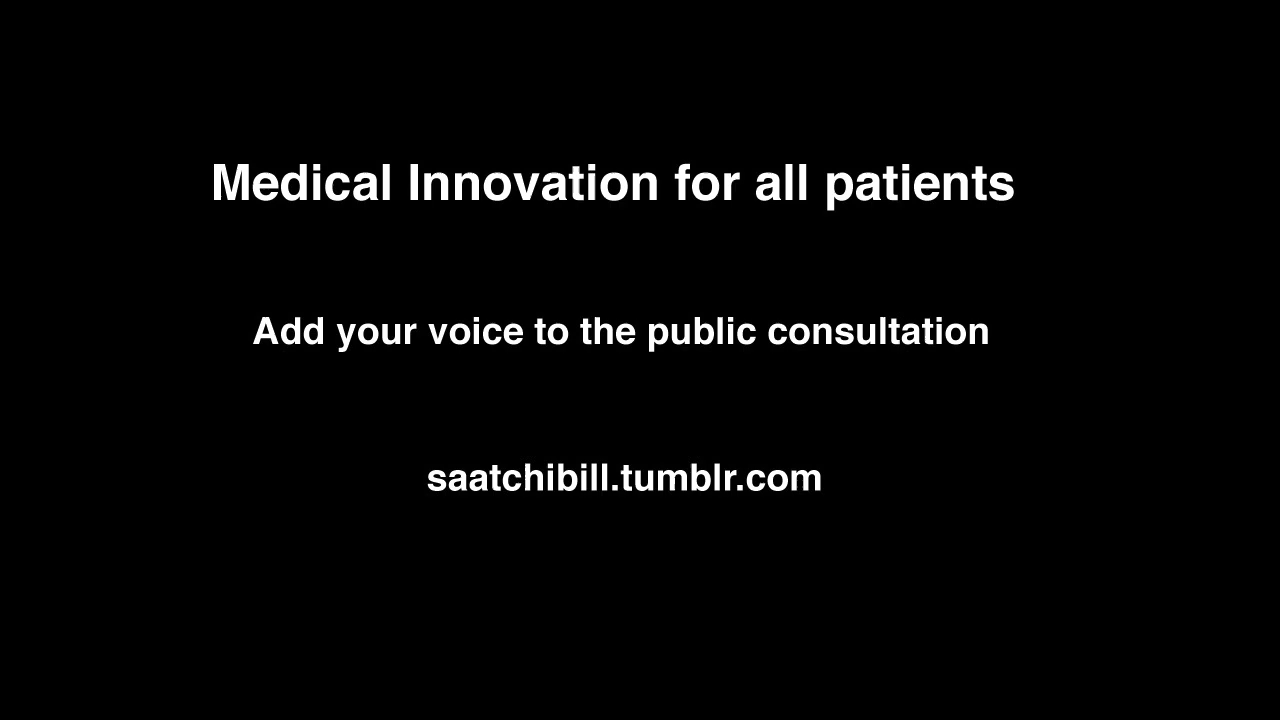 Medical Innovation for all patients
Add your voice to the public consultation
saatchibill.tumblr.com